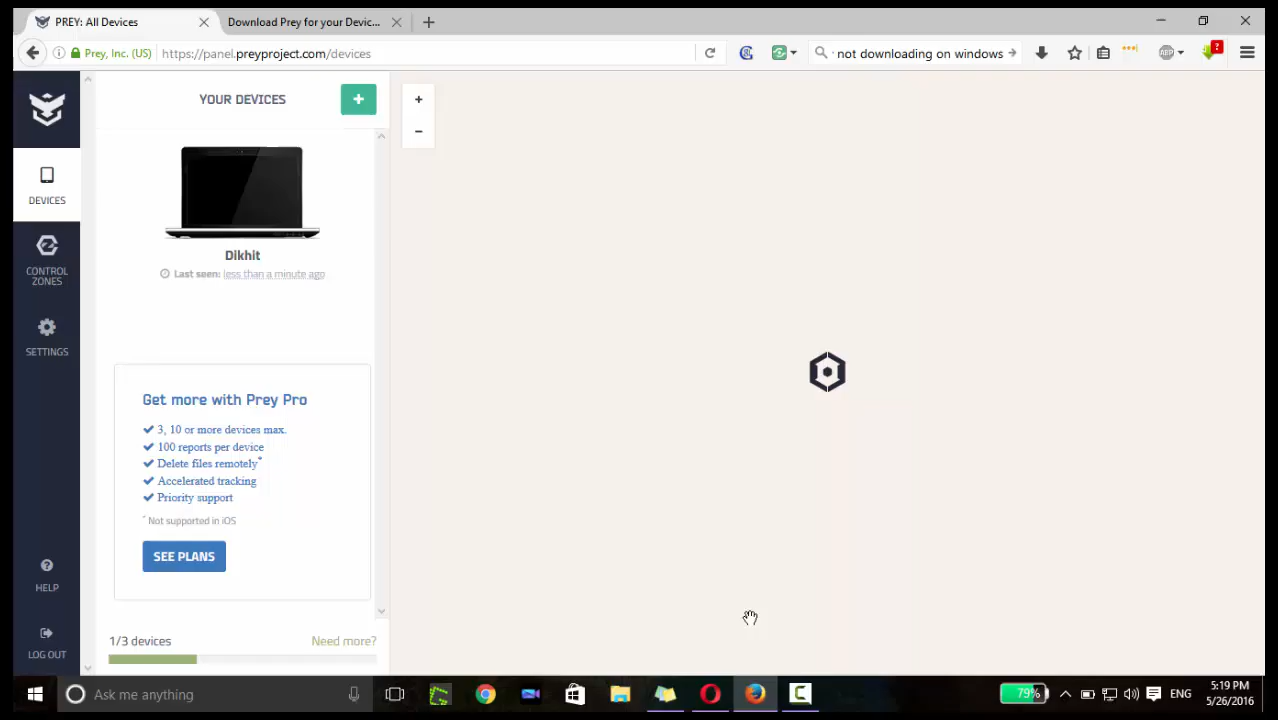 PREY: All Devices
Download Prey for your Devic...
Prey, Inc. (US)
https://panel.preyproject.com/devices
not downloading on windows
ABP
?
DEVICES
CONTROL
ZONES
SETTINGS
HELP
LOG OUT
YOUR DEVICES
+
+
−
Dikhit
Last seen: less than a minute ago
Get more with Prey Pro
3, 10 or more devices max.
100 reports per device
Delete files remotely*
Accelerated tracking
Priority support
* Not supported in iOS
SEE PLANS
1/3 devices
Need more?
Ask me anything
79%
ENG
5:19 PM
5/26/2016